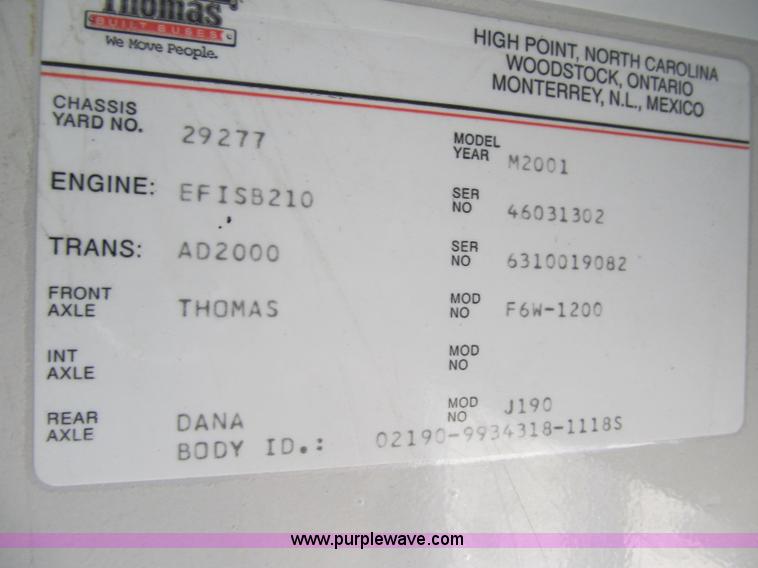 Thomas
BUILT BUSES
We Move People.
HIGH POINT, NORTH CAROLINA
WOODSTOCK, ONTARIO
MONTERREY, N.L., MEXICO
CHASSIS
YARD NO. 29277
MODEL
YEAR M2001
ENGINE: EFISB210
SER
NO 46031302
TRANS: AD2000
SER
NO 6310019082
FRONT
AXLE THOMAS
MOD
NO F6W-1200
INT
AXLE
MOD
NO
REAR
AXLE DANA
MOD
NO J190
BODY ID.: 02190-9934318-1118S
www.purplewave.com